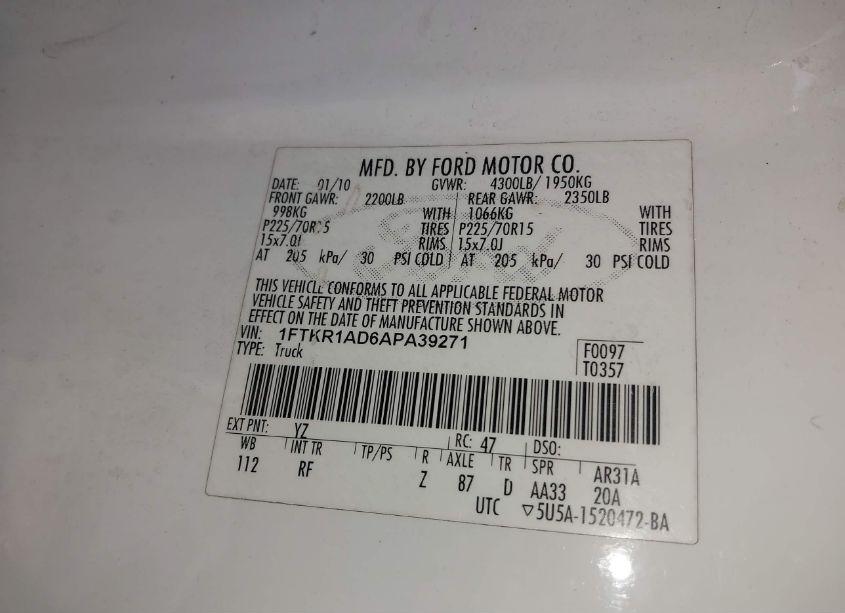 MFD. BY FORD MOTOR CO.
DATE: 01/10 GVWR: 4300LB/ 1950KG
FRONT GAWR: 2200LB REAR GAWR: 2350LB
998KG WITH 1066KG WITH
P225/70R15 TIRES P225/70R15 TIRES
15x7.0J RIMS 15x7.0J RIMS
AT 205 kPa/ 30 PSI COLD AT 205 kPa/ 30 PSI COLD
THIS VEHICLE CONFORMS TO ALL APPLICABLE FEDERAL MOTOR
VEHICLE SAFETY AND THEFT PREVENTION STANDARDS IN
EFFECT ON THE DATE OF MANUFACTURE SHOWN ABOVE.
VIN: 1FTKR1AD6APA39271
TYPE: Truck
F0097
T0357
EXT PNT: YZ RC: 47 DSO:
WB INT TR TP/PS R AXLE TR SPR AR31A
112 RF Z 87 D AA33 20A
UTC ▽5U5A-1520472-BA